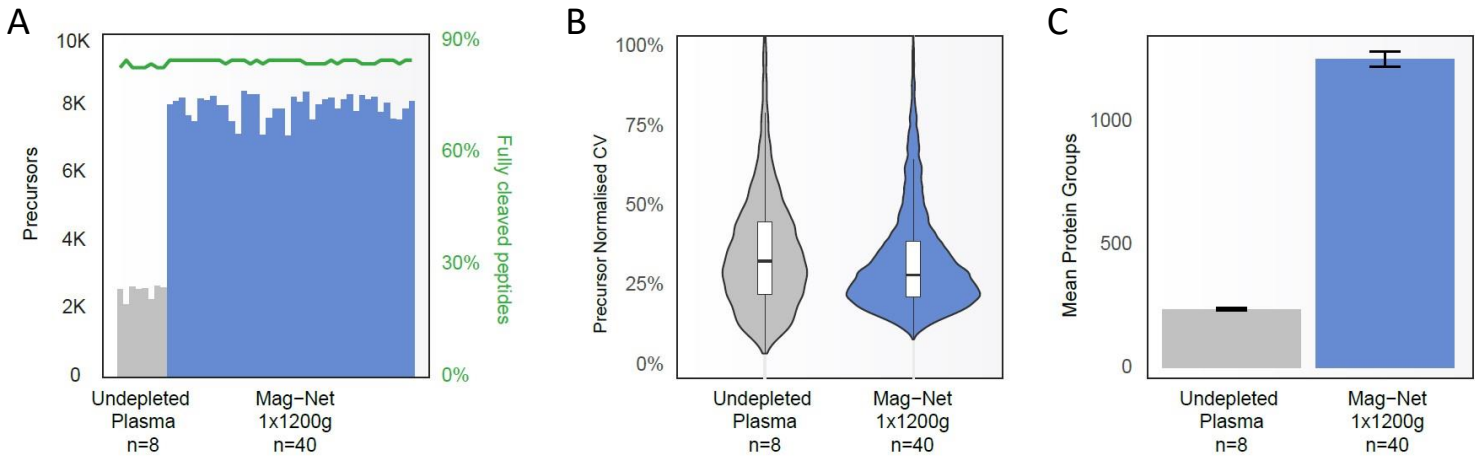 A
10K
8K
6K
4K
2K
0
Precursors
90%
60%
30%
0%
Fully cleaved peptides
Undepleted
Plasma
n=8
Mag−Net
1x1200g
n=40
B
100%
75%
50%
25%
0%
Precursor Normalised CV
Undepleted
Plasma
n=8
Mag−Net
1x1200g
n=40
C
1000
500
0
Mean Protein Groups
Undepleted
Plasma
n=8
Mag−Net
1x1200g
n=40